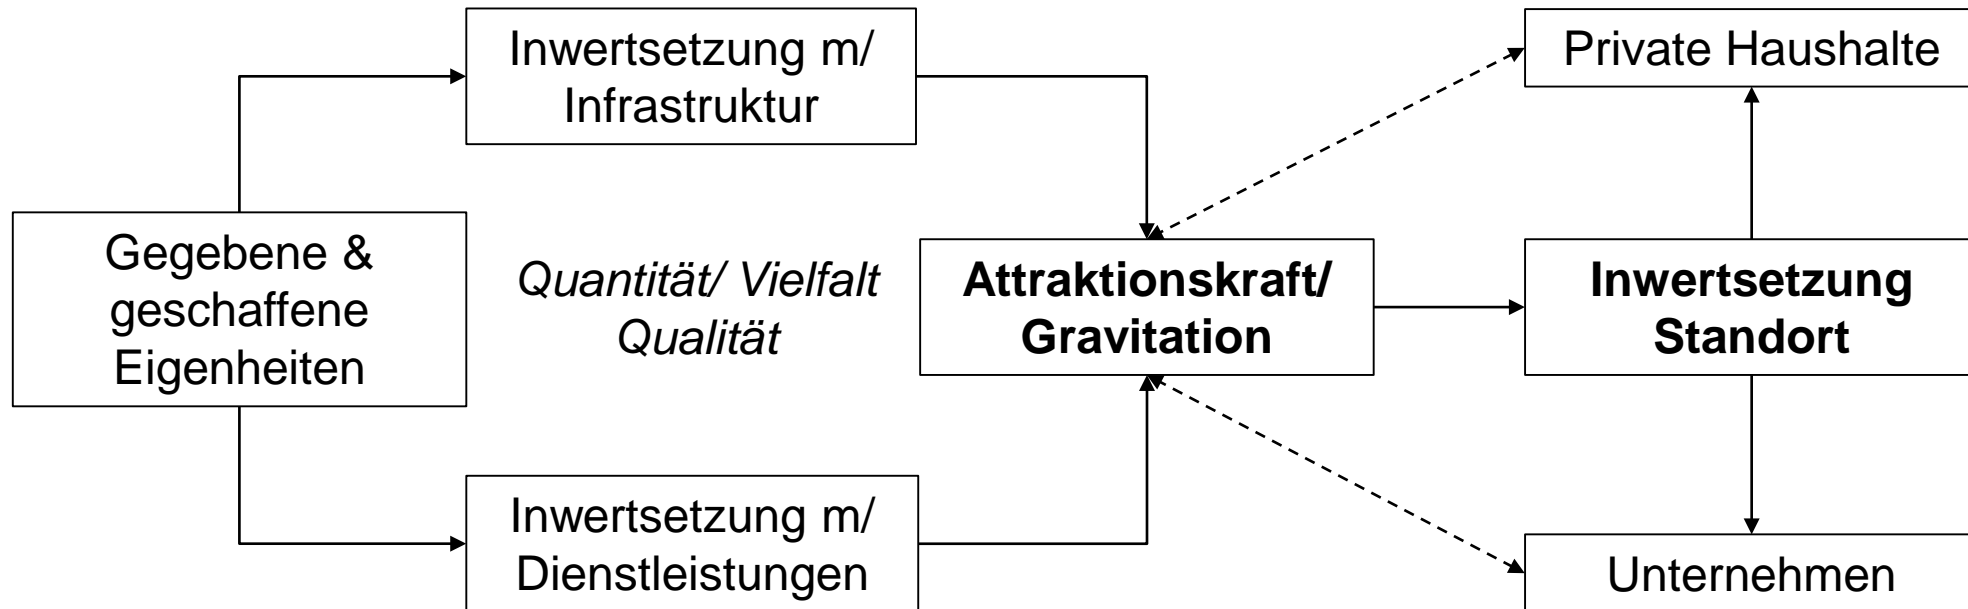 Inwertsetzung m/
Infrastruktur
Private Haushalte
Gegebene &
geschaffene
Eigenheiten
Quantität/ Vielfalt
Qualität
Attraktionskraft/
Gravitation
Inwertsetzung
Standort
Inwertsetzung m/
Dienstleistungen
Unternehmen